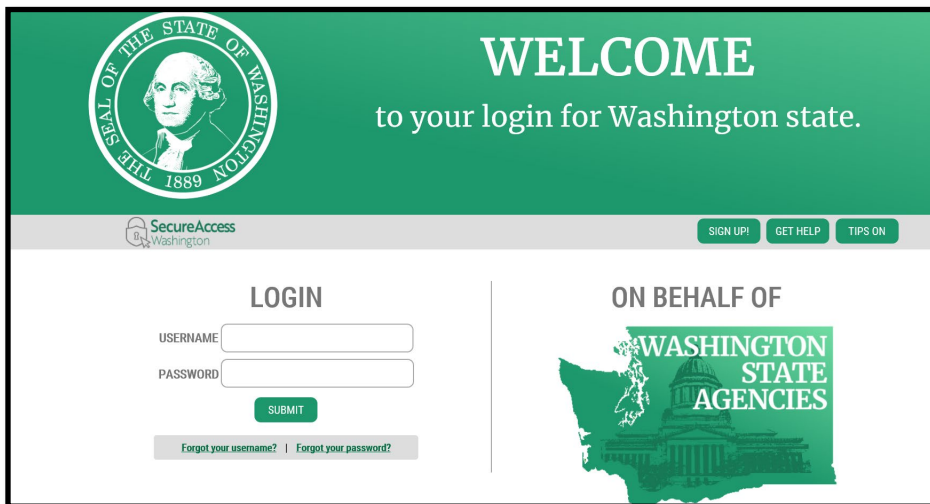 THE SEAL OF THE STATE OF WASHINGTON
1889
WELCOME
to your login for Washington state.
SecureAccess
Washington
SIGN UP! GET HELP TIPS ON
LOGIN
USERNAME
PASSWORD
SUBMIT
Forgot your username? | Forgot your password?
ON BEHALF OF
WASHINGTON
STATE
AGENCIES